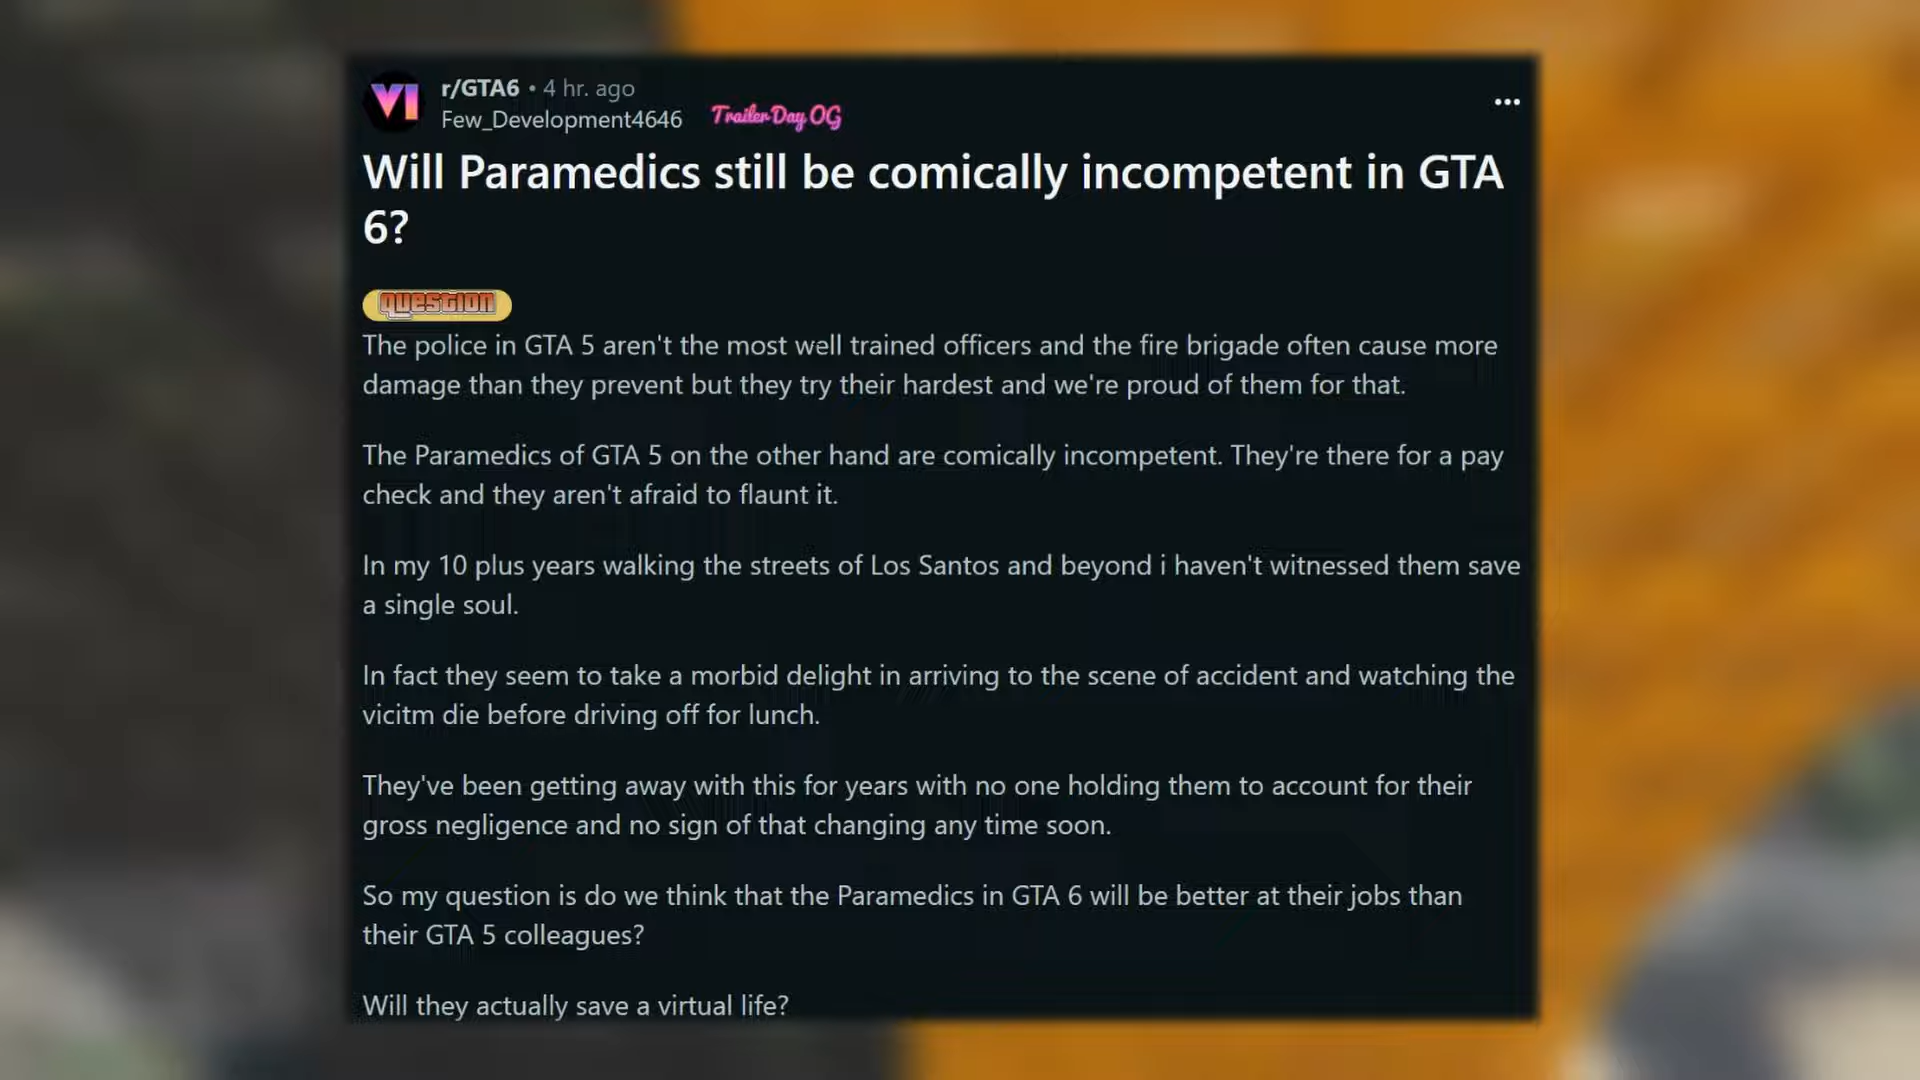 VI
r/GTA6 • 4 hr. ago
Few_Development4646 Trailer Day OG
Will Paramedics still be comically incompetent in GTA
6?
QUESTION
The police in GTA 5 aren't the most well trained officers and the fire brigade often cause more
damage than they prevent but they try their hardest and we're proud of them for that.
The Paramedics of GTA 5 on the other hand are comically incompetent. They're there for a pay
check and they aren't afraid to flaunt it.
In my 10 plus years walking the streets of Los Santos and beyond i haven't witnessed them save
a single soul.
In fact they seem to take a morbid delight in arriving to the scene of accident and watching the
vicitm die before driving off for lunch.
They've been getting away with this for years with no one holding them to account for their
gross negligence and no sign of that changing any time soon.
So my question is do we think that the Paramedics in GTA 6 will be better at their jobs than
their GTA 5 colleagues?
Will they actually save a virtual life?